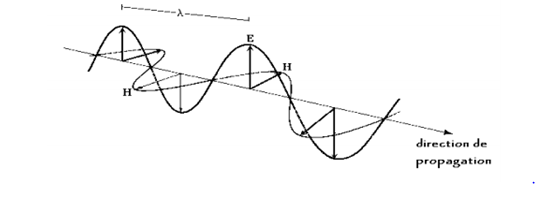 λ
E
H
H
direction de
propagation